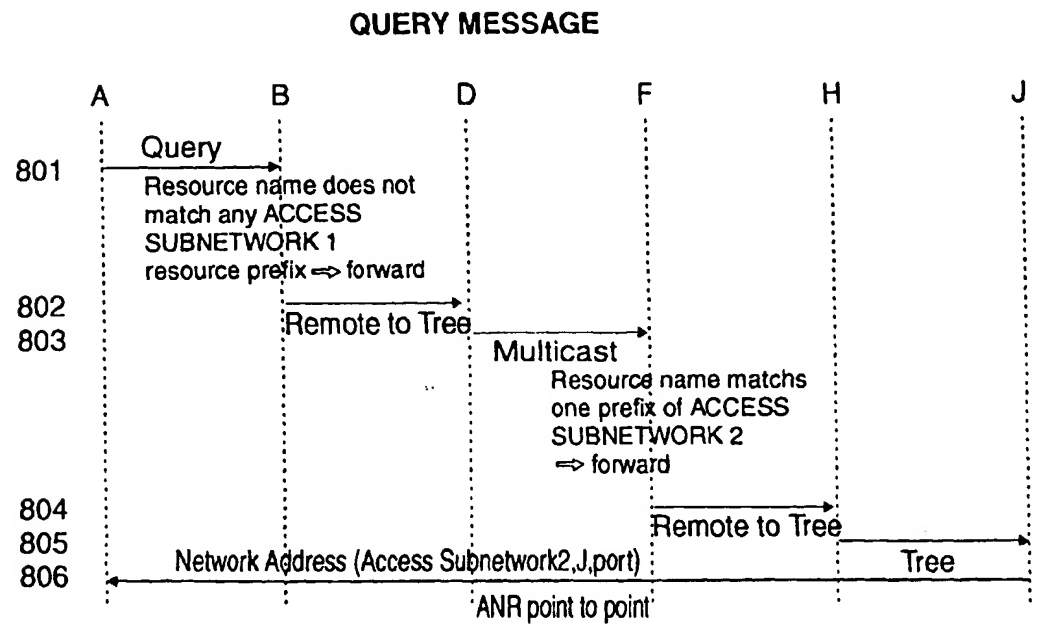 QUERY MESSAGE
A B D F H J
801 Query
Resource name does not
match any ACCESS
SUBNETWORK 1
resource prefix ⇒ forward
802
Remote to Tree
803
Multicast
Resource name matchs
one prefix of ACCESS
SUBNETWORK 2
⇒ forward
804
Remote to Tree
805
Network Address (Access Subnetwork2,J,port) Tree
806
ANR point to point